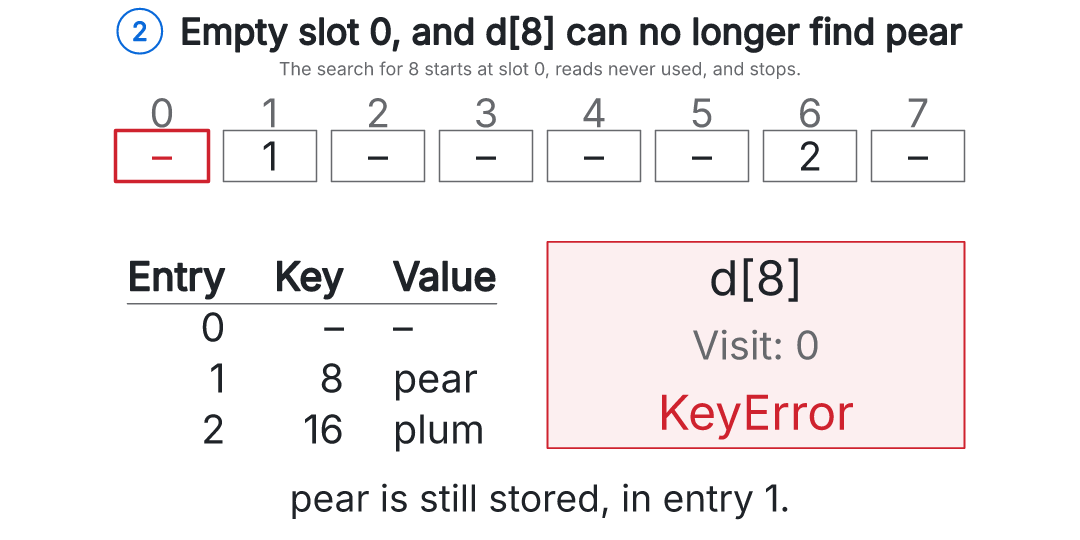 2 Empty slot 0, and d[8] can no longer find pear
The search for 8 starts at slot 0, reads never used, and stops.
0 1 2 3 4 5 6 7
– 1 – – – – 2 –
Entry Key Value
0 – –
1 8 pear
2 16 plum
d[8]
Visit: 0
KeyError
pear is still stored, in entry 1.